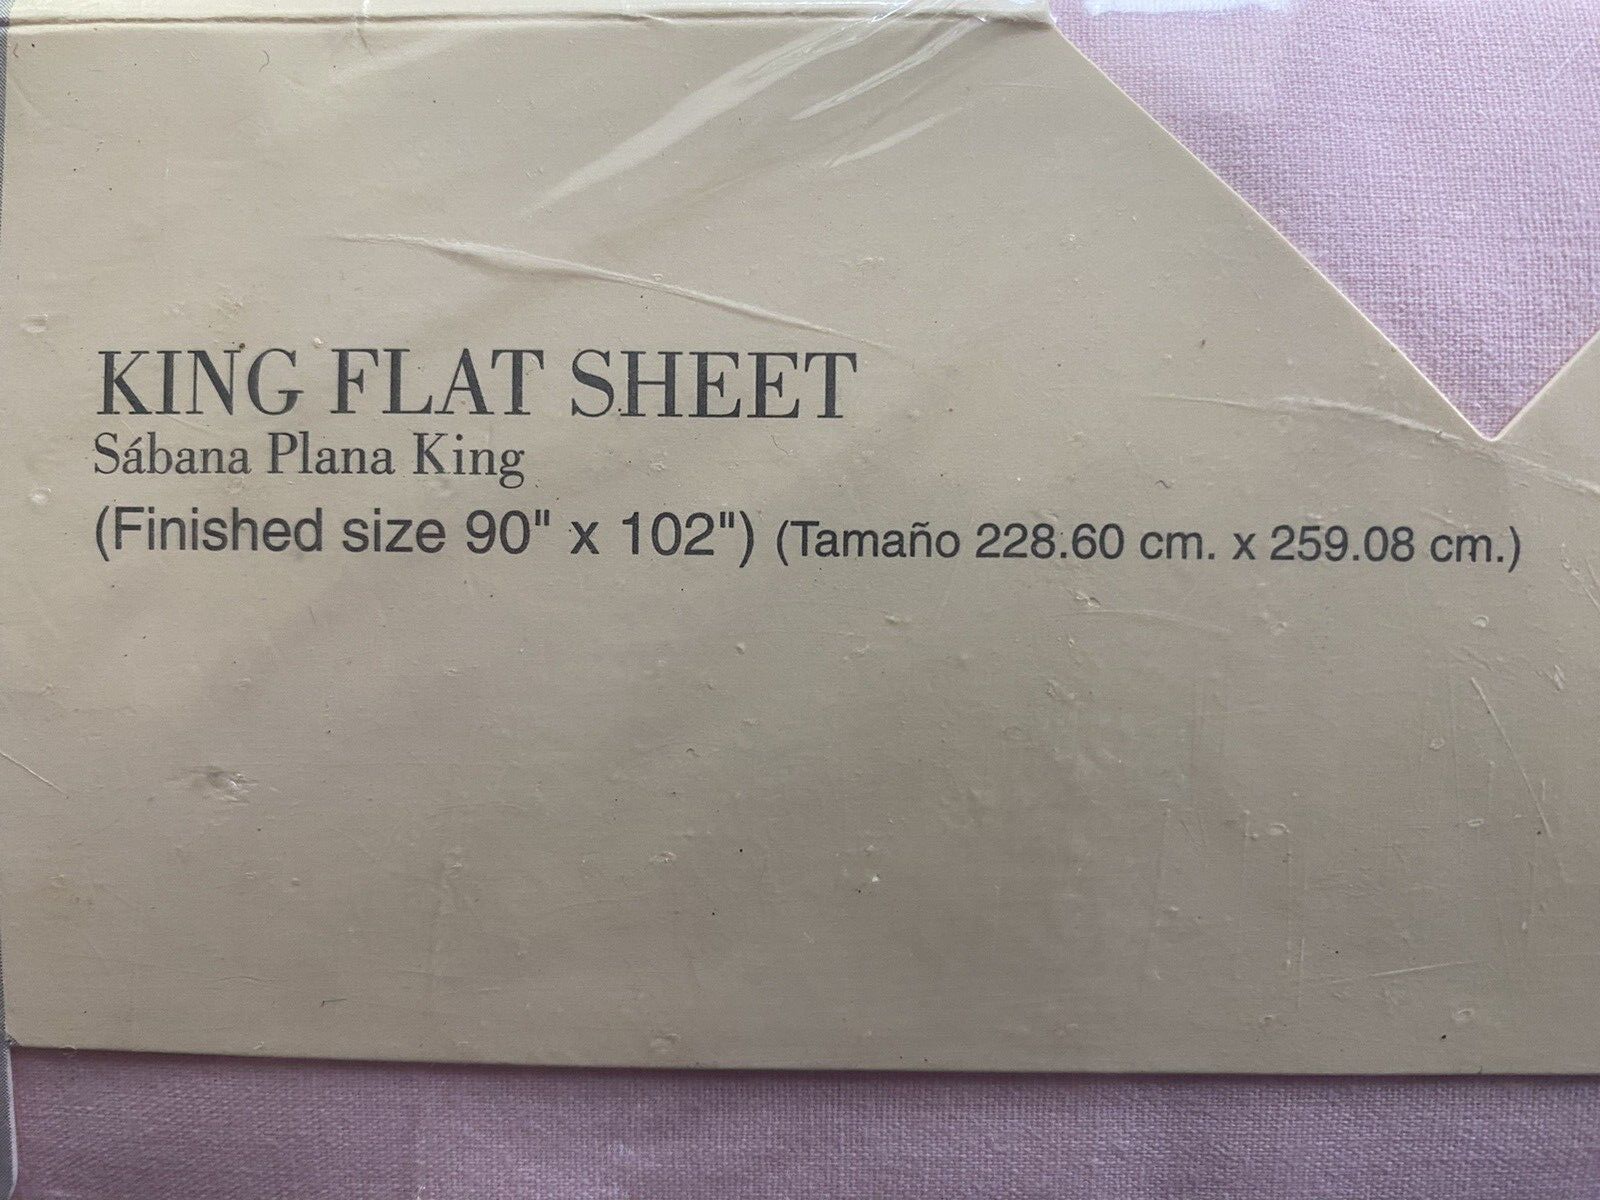 KING FLAT SHEET
Sábana Plana King
(Finished size 90" x 102") (Tamaño 228.60 cm. x 259.08 cm.)